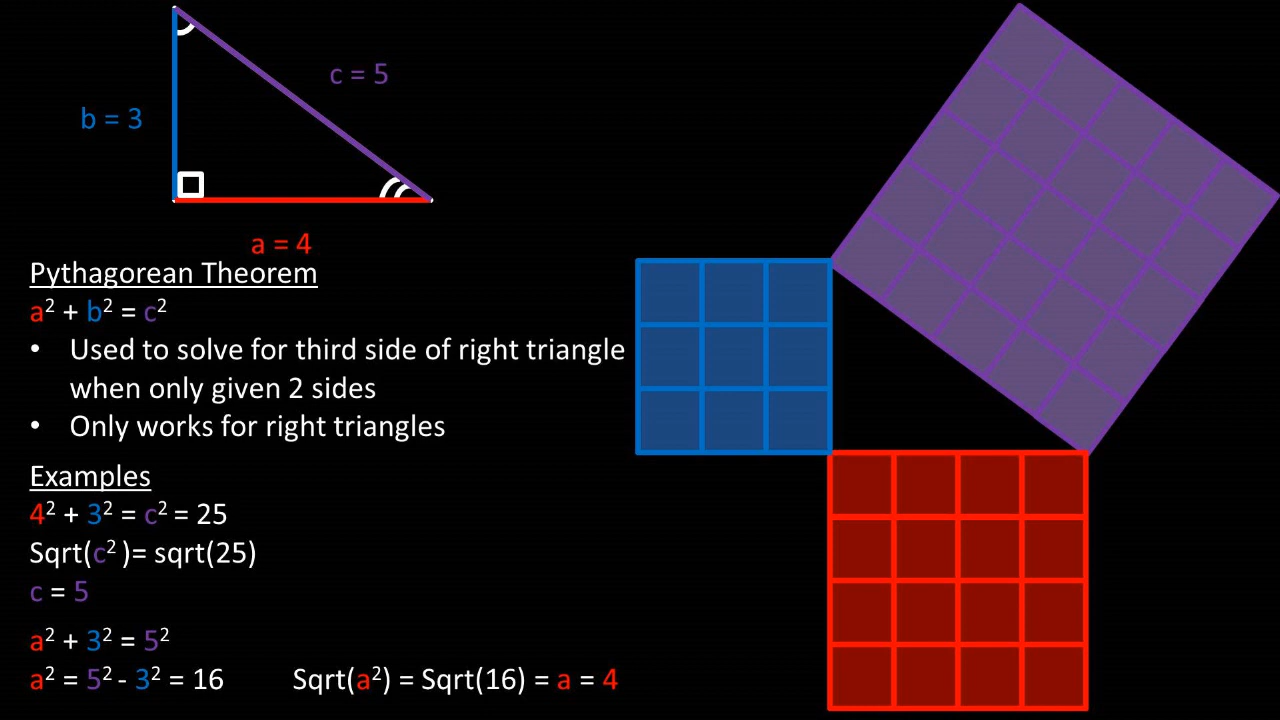 c = 5
b = 3
a = 4
Pythagorean Theorem
a² + b² = c²
• Used to solve for third side of right triangle
when only given 2 sides
• Only works for right triangles
Examples
4² + 3² = c² = 25
Sqrt(c² )= sqrt(25)
c = 5
a² + 3² = 5²
a² = 5² - 3² = 16 Sqrt(a²) = Sqrt(16) = a = 4